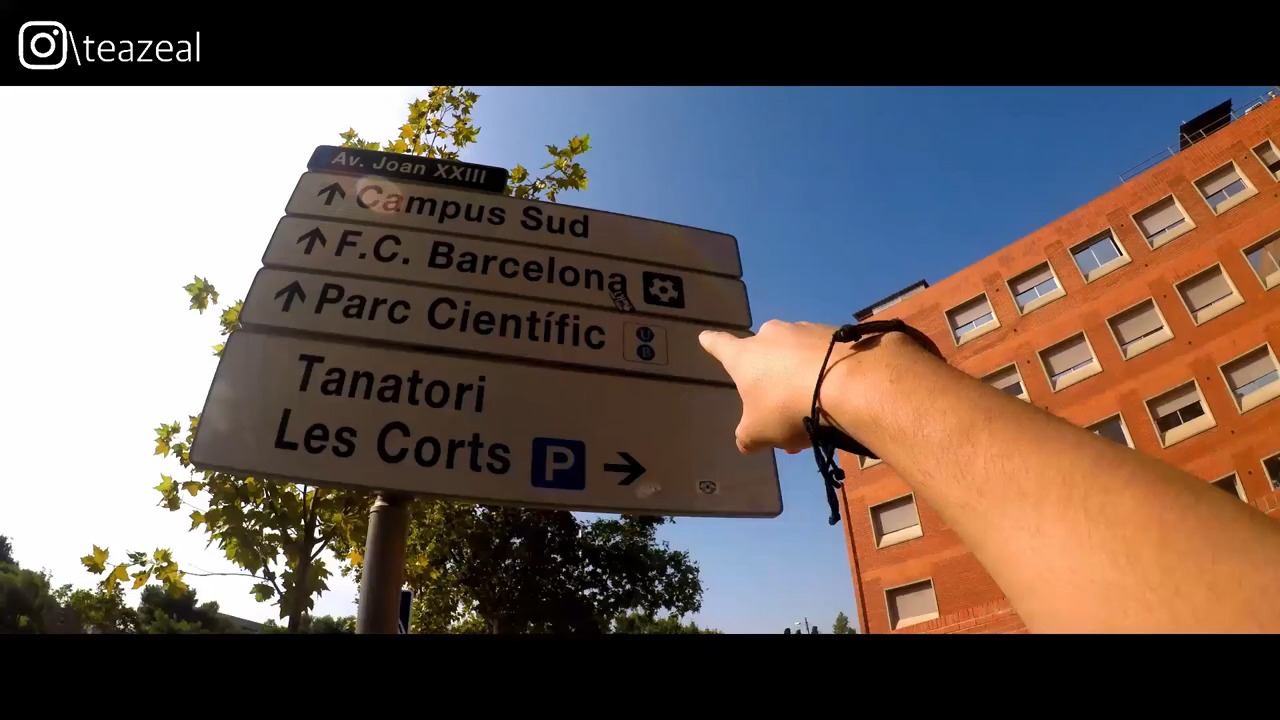 \teazeal
Av. Joan XXIII
↑ Campus Sud
↑ F.C. Barcelona
↑ Parc Científic U B
Tanatori
Les Corts P →